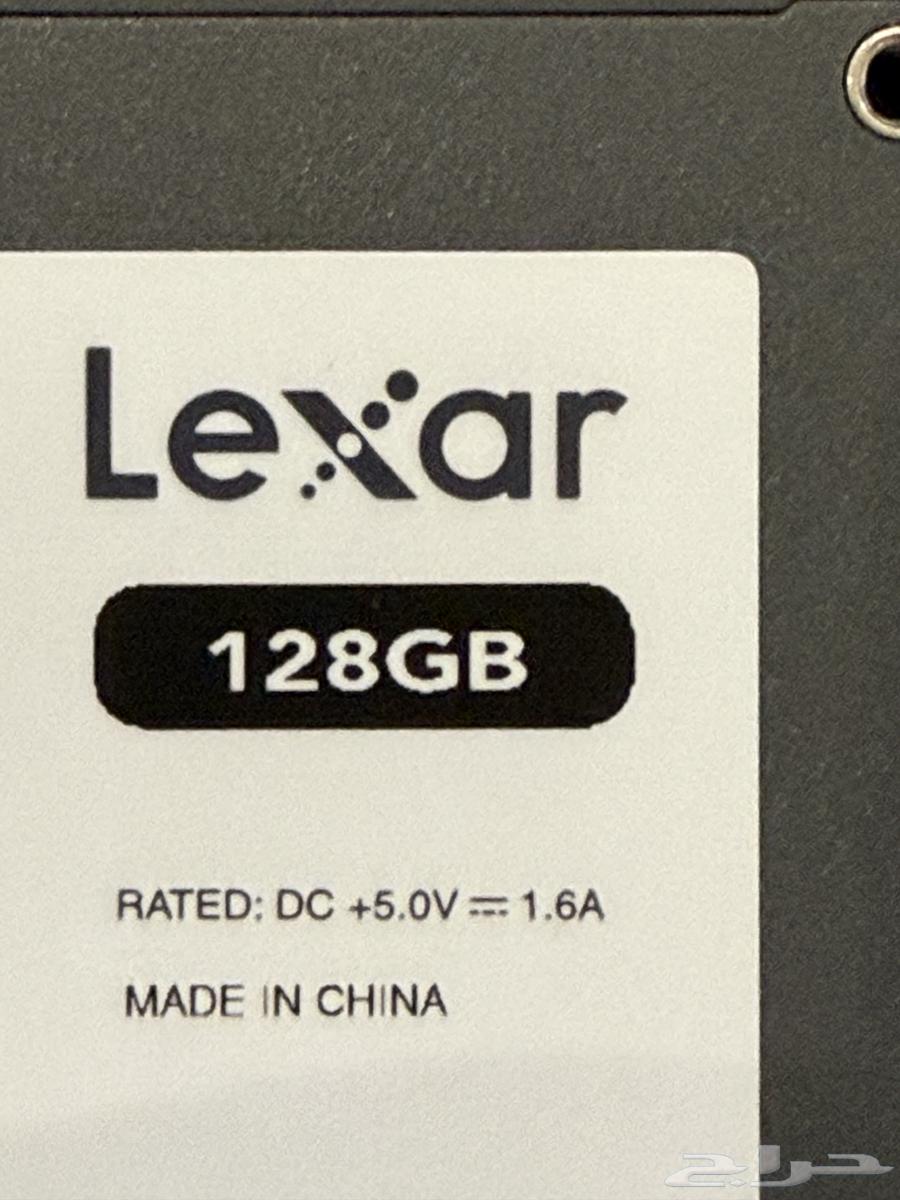 Lexar
128GB
RATED: DC +5.0V ⎓ 1.6A
MADE IN CHINA
حراج